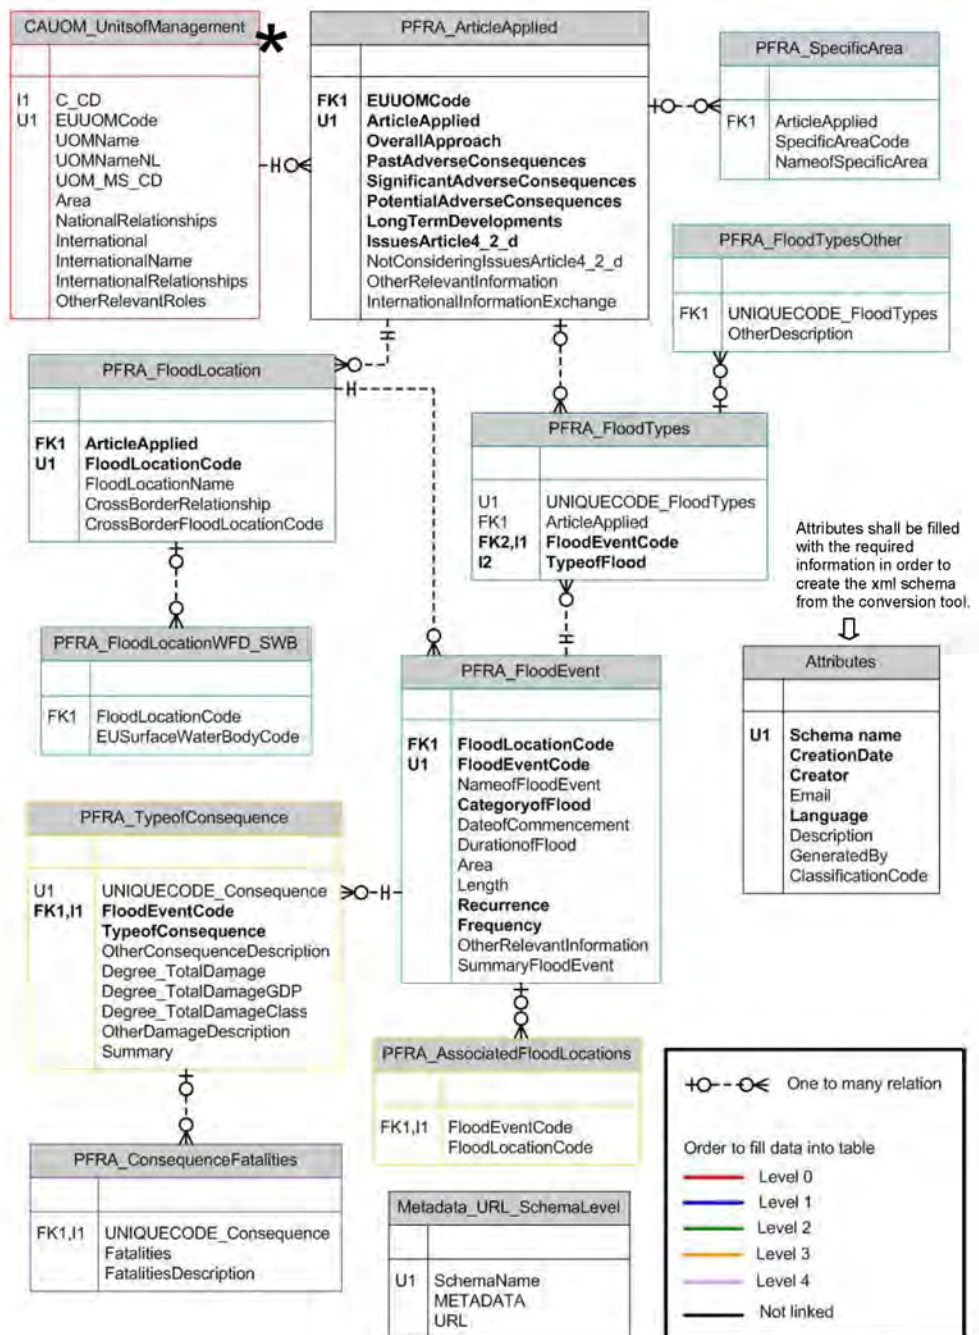 CAUOM_UnitsofManagement
*
I1 C_CD
U1 EUUOMCode
UOMName
UOMNameNL
UOM_MS_CD
Area
NationalRelationships
International
InternationalName
InternationalRelationships
OtherRelevantRoles
PFRA_ArticleApplied
FK1 EUUOMCode
U1 ArticleApplied
OverallApproach
PastAdverseConsequences
SignificantAdverseConsequences
PotentialAdverseConsequences
LongTermDevelopments
IssuesArticle4_2_d
NotConsideringIssuesArticle4_2_d
OtherRelevantInformation
InternationalInformationExchange
PFRA_SpecificArea
FK1 ArticleApplied
SpecificAreaCode
NameofSpecificArea
PFRA_FloodTypesOther
FK1 UNIQUECODE_FloodTypes
OtherDescription
PFRA_FloodLocation
FK1 ArticleApplied
U1 FloodLocationCode
FloodLocationName
CrossBorderRelationship
CrossBorderFloodLocationCode
PFRA_FloodTypes
U1 UNIQUECODE_FloodTypes
FK1 ArticleApplied
FK2,I1 FloodEventCode
I2 TypeofFlood
Attributes shall be filled
with the required
information in order to
create the xml schema
from the conversion tool.
PFRA_FloodLocationWFD_SWB
FK1 FloodLocationCode
EUSurfaceWaterBodyCode
PFRA_FloodEvent
FK1 FloodLocationCode
U1 FloodEventCode
NameofFloodEvent
CategoryofFlood
DateofCommencement
DurationofFlood
Area
Length
Recurrence
Frequency
OtherRelevantInformation
SummaryFloodEvent
Attributes
U1 Schema name
CreationDate
Creator
Email
Language
Description
GeneratedBy
ClassificationCode
PFRA_TypeofConsequence
U1 UNIQUECODE_Consequence
FK1,I1 FloodEventCode
TypeofConsequence
OtherConsequenceDescription
Degree_TotalDamage
Degree_TotalDamageGDP
Degree_TotalDamageClass
OtherDamageDescription
Summary
PFRA_AssociatedFloodLocations
FK1,I1 FloodEventCode
FloodLocationCode
PFRA_ConsequenceFatalities
FK1,I1 UNIQUECODE_Consequence
Fatalities
FatalitiesDescription
Metadata_URL_SchemaLevel
U1 SchemaName
METADATA
URL
One to many relation
Order to fill data into table
Level 0
Level 1
Level 2
Level 3
Level 4
Not linked